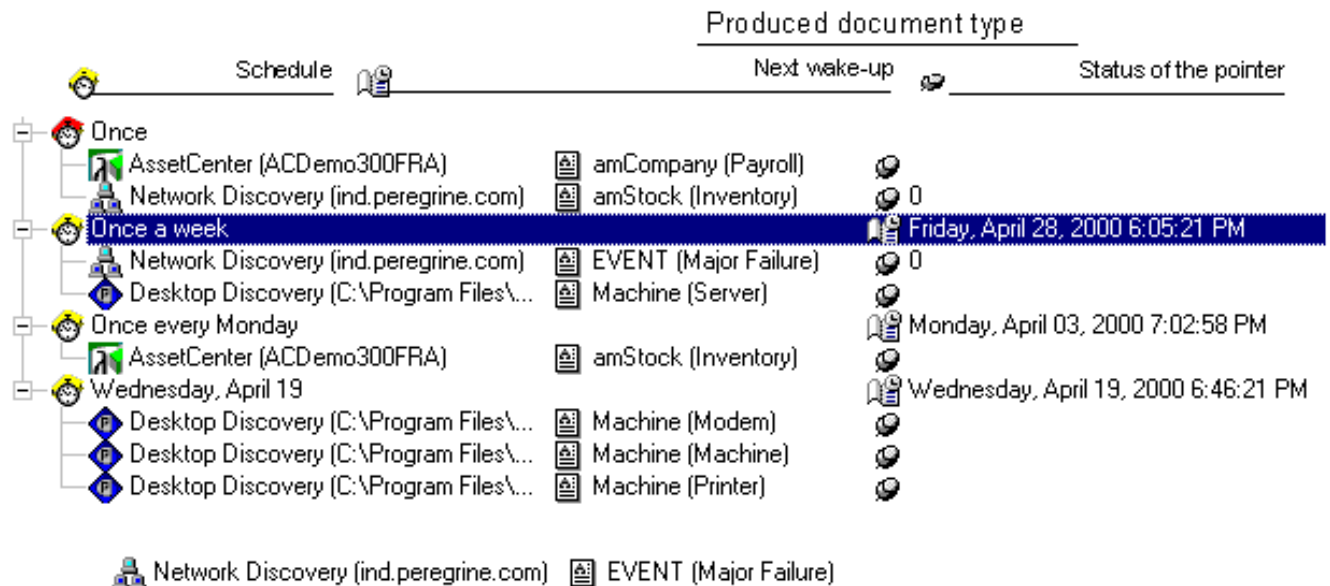 Produced document type
Schedule Next wake-up Status of the pointer
Once
AssetCenter (ACDemo300FRA) amCompany (Payroll)
Network Discovery (ind.peregrine.com) amStock (Inventory) 0
Once a week Friday, April 28, 2000 6:05:21 PM
Network Discovery (ind.peregrine.com) EVENT (Major Failure) 0
Desktop Discovery (C:\Program Files\... Machine (Server)
Once every Monday Monday, April 03, 2000 7:02:58 PM
AssetCenter (ACDemo300FRA) amStock (Inventory)
Wednesday, April 19 Wednesday, April 19, 2000 6:46:21 PM
Desktop Discovery (C:\Program Files\... Machine (Modem)
Desktop Discovery (C:\Program Files\... Machine (Machine)
Desktop Discovery (C:\Program Files\... Machine (Printer)
Network Discovery (ind.peregrine.com) EVENT (Major Failure)